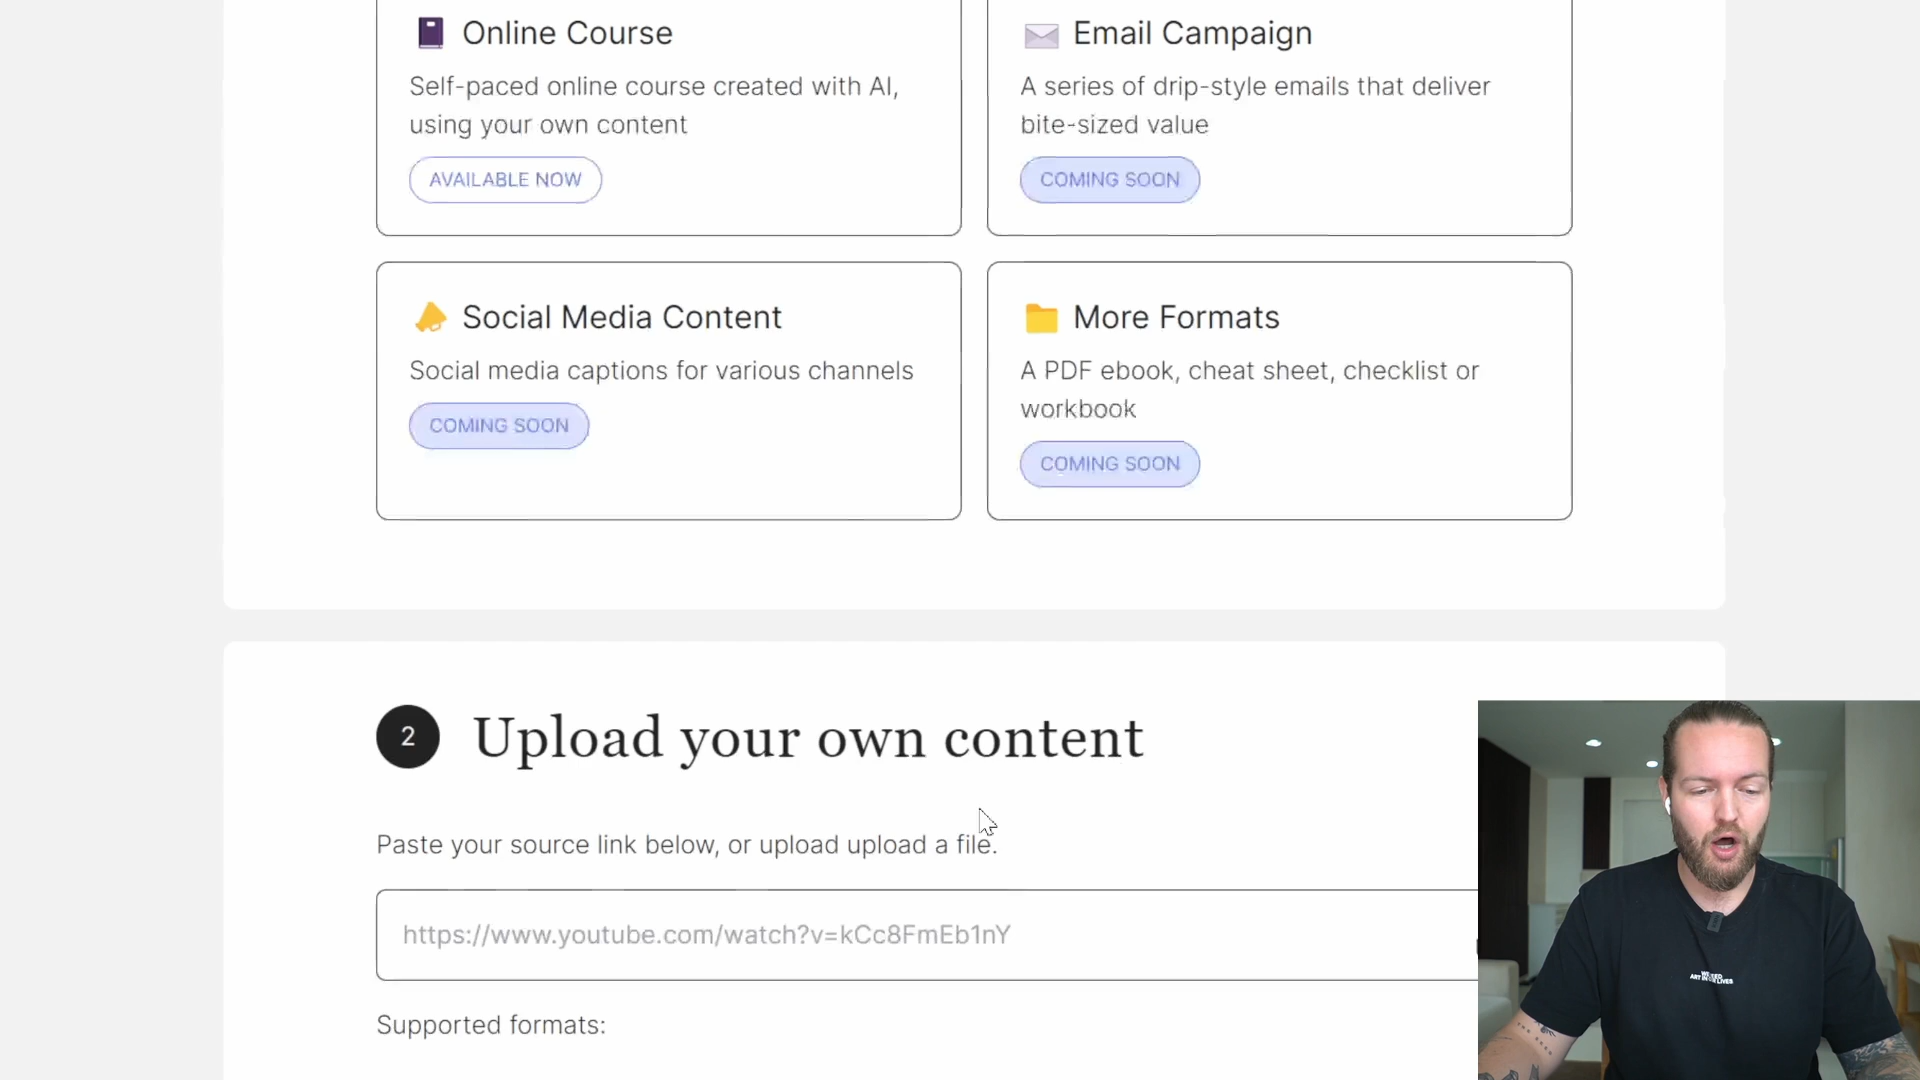 Online Course
Self-paced online course created with AI,
using your own content
AVAILABLE NOW
Email Campaign
A series of drip-style emails that deliver
bite-sized value
COMING SOON
Social Media Content
Social media captions for various channels
COMING SOON
More Formats
A PDF ebook, cheat sheet, checklist or
workbook
COMING SOON
2
Upload your own content
Paste your source link below, or upload upload a file.
https://www.youtube.com/watch?v=kCc8FmEb1nY
Supported formats: